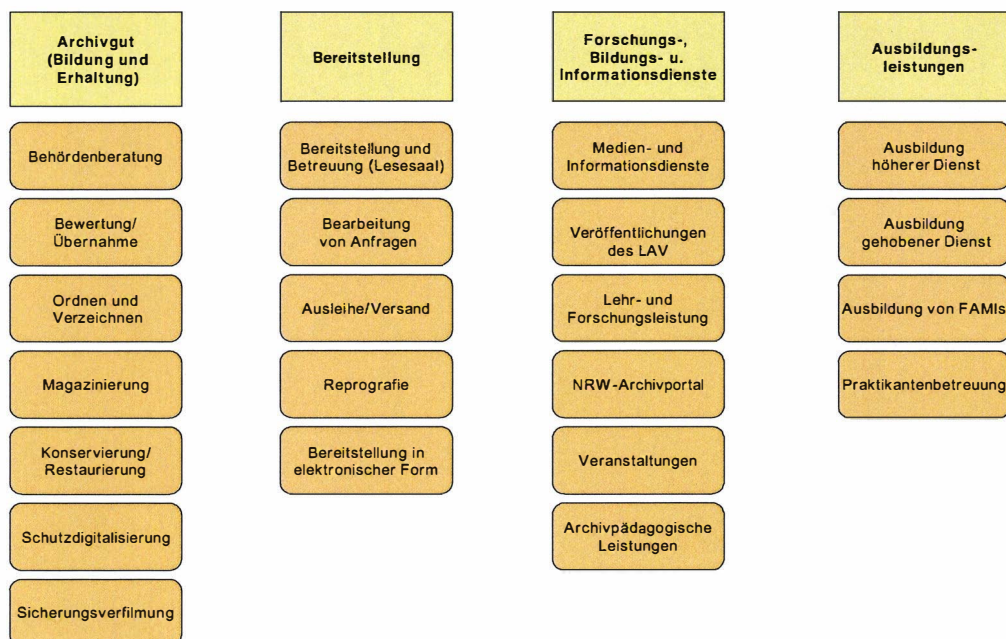 Archivgut
(Bildung und
Erhaltung)
Behördenberatung
Bewertung/
Übernahme
Ordnen und
Verzeichnen
Magazinierung
Konservierung/
Restaurierung
Schutzdigitalisierung
Sicherungsverfilmung
Bereitstellung
Bereitstellung und
Betreuung (Lesesaal)
Bearbeitung
von Anfragen
Ausleihe/Versand
Reprografie
Bereitstellung in
elektronischer Form
Forschungs-,
Bildungs- u.
Informationsdienste
Medien- und
Informationsdienste
Veröffentlichungen
des LAV
Lehr- und
Forschungsleistung
NRW-Archivportal
Veranstaltungen
Archivpädagogische
Leistungen
Ausbildungs-
leistungen
Ausbildung
höherer Dienst
Ausbildung
gehobener Dienst
Ausbildung von FAMIs
Praktikantenbetreuung